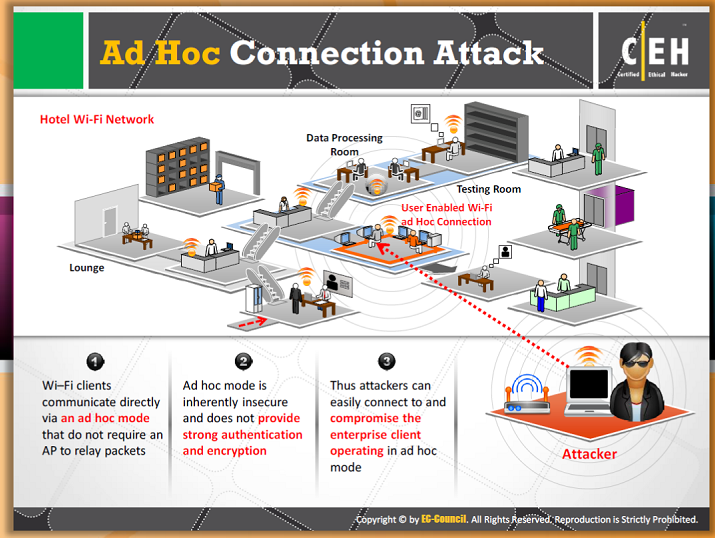 Ad Hoc Connection Attack
CEH
Certified Ethical Hacker
Hotel Wi-Fi Network
Data Processing
Room
Testing Room
User Enabled Wi-Fi
ad Hoc Connection
Lounge
1
Wi–Fi clients
communicate directly
via an ad hoc mode
that do not require an
AP to relay packets
2
Ad hoc mode is
inherently insecure
and does not provide
strong authentication
and encryption
3
Thus attackers can
easily connect to and
compromise the
enterprise client
operating in ad hoc
mode
Attacker
Copyright © by EC-Council. All Rights Reserved. Reproduction is Strictly Prohibited.